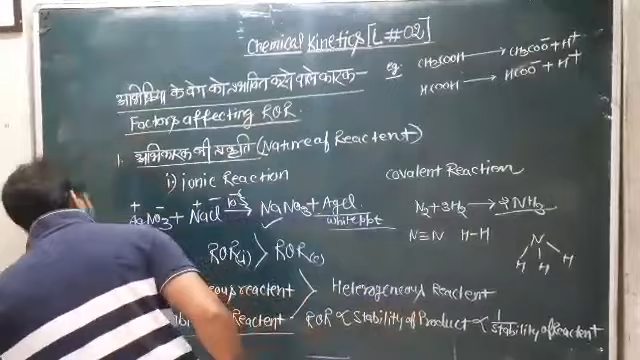 Chemical Kinetics [L#02]
अभिक्रिया के वेग को प्रभावित करने वाले कारक-
Factors affecting ROR.
eg. CH₃COOH ⟶ CH₃COO⁻ + H⁺
HCOOH ⟶ HCOO⁻ + H⁺
1. अभिकारक की प्रकृति (Nature of Reactent)
i) ionic Reaction
covalent Reaction
AgNO₃ + NaCl ⟶ NaNO₃ + Agcl.
white ppt
N₂ + 3H₂ ⟶ 2NH₃
N≡N H-H
N
H H H
ROR(i) > ROR(c)
reactent > Heterogeneous Reactent
Reactent
ROR ∝ Stability of Product ∝ 1/Stability of Reactent